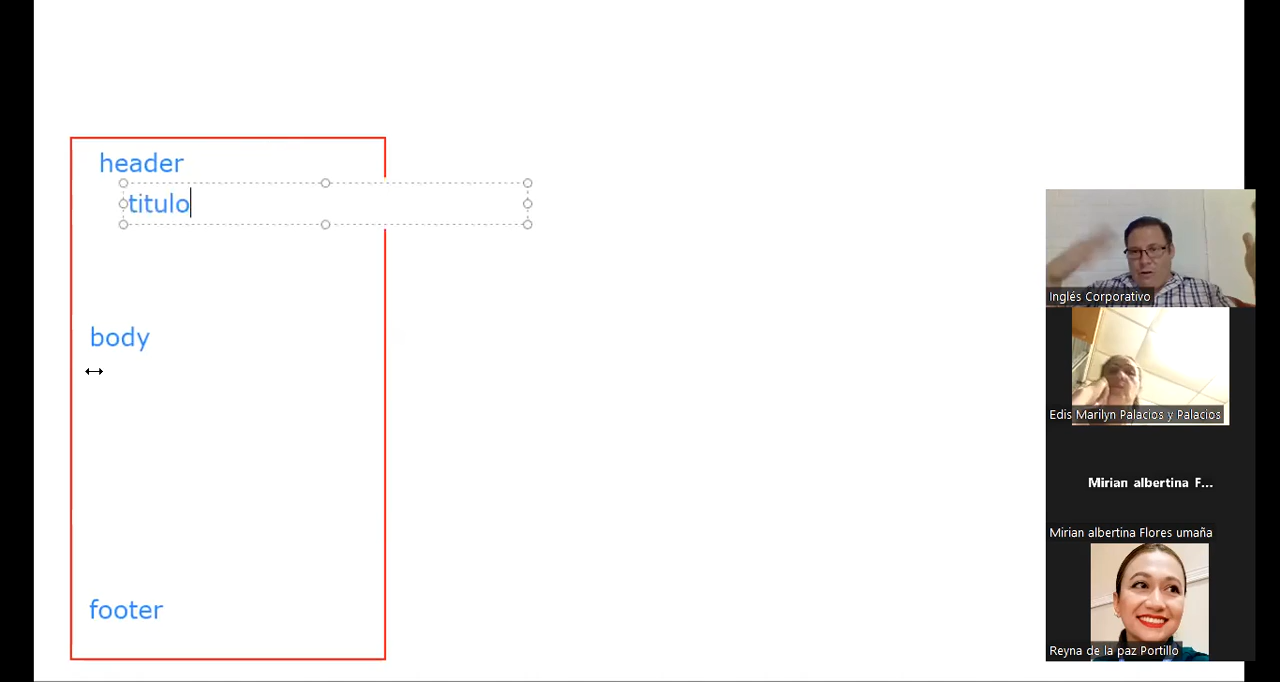 header
titulo
body
footer
Inglés Corporativo
Edis Marilyn Palacios y Palacios
Mirian albertina F...
Mirian albertina Flores umaña
Reyna de la paz Portillo